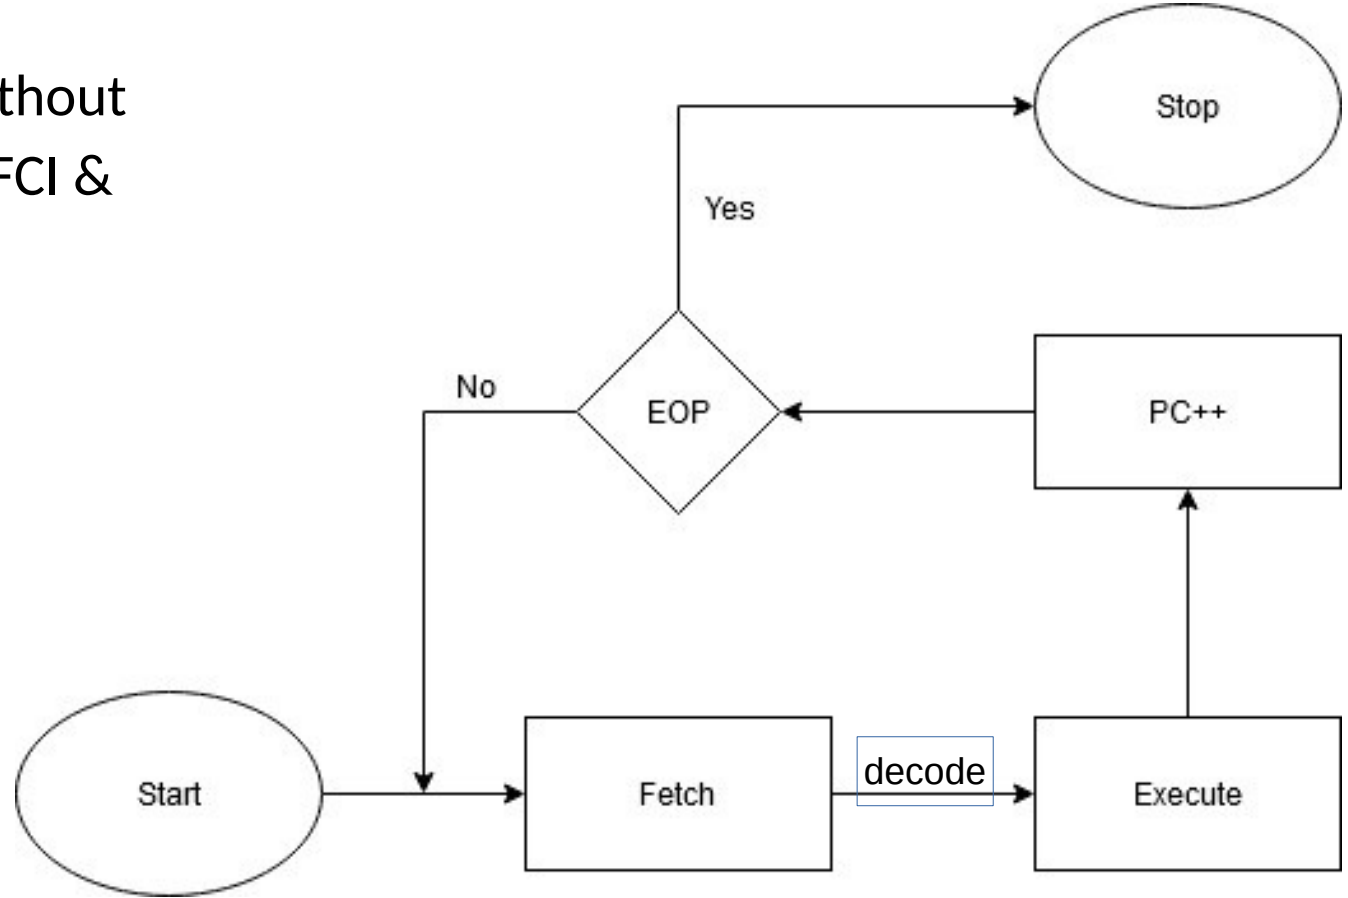 thout
FCI &
Stop
Yes
No
EOP
PC++
decode
Start
Fetch
Execute